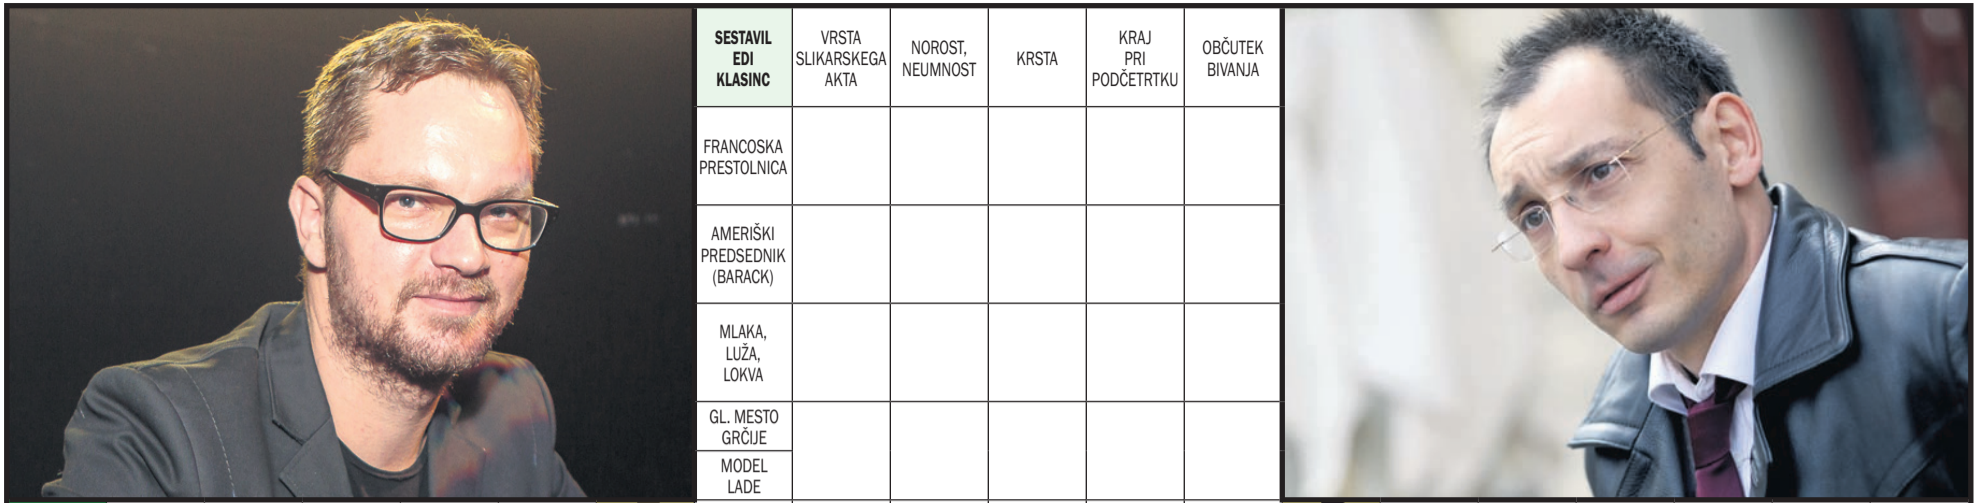 SESTAVIL
EDI
KLASINC
VRSTA
SLIKARSKEGA
AKTA
NOROST,
NEUMNOST
KRSTA
KRAJ
PRI
PODČETRTKU
OBČUTEK
BIVANJA
FRANCOSKA
PRESTOLNICA
AMERIŠKI
PREDSEDNIK
(BARACK)
MLAKA,
LUŽA,
LOKVA
GL. MESTO
GRČIJE
MODEL
LADE